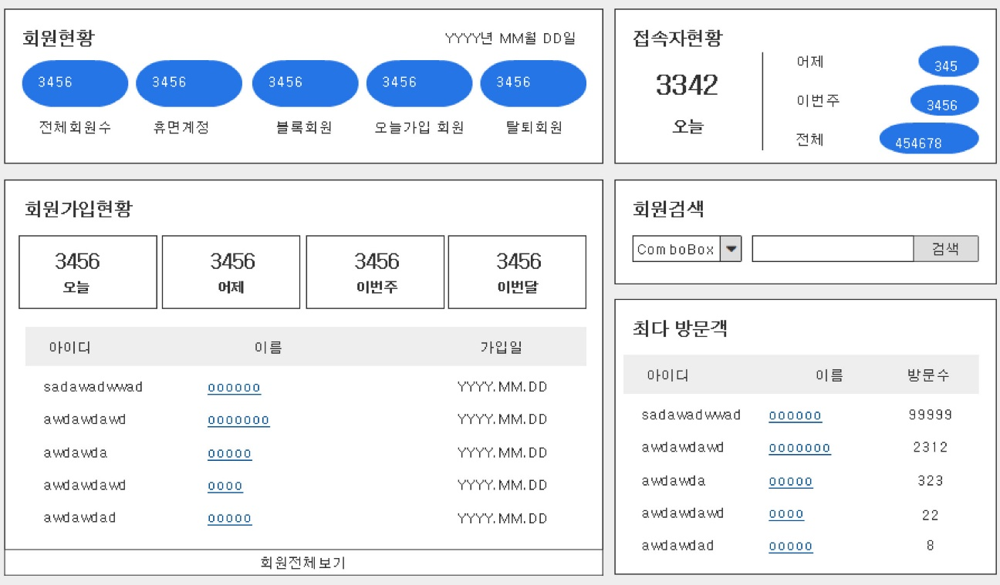 회원현황 YYYY년 MM월 DD일
3456 3456 3456 3456 3456
전체회원수 휴면계정 블록회원 오늘가입 회원 탈퇴회원
접속자현황
3342
오늘
어제 345
이번주 3456
전체 454678
회원가입현황
3456 3456 3456 3456
오늘 어제 이번주 이번달
아이디 이름 가입일
sadawadwwad oooooo YYYY.MM.DD
awdawdawd ooooooo YYYY.MM.DD
awdawda ooooo YYYY.MM.DD
awdawdawd oooo YYYY.MM.DD
awdawdad ooooo YYYY.MM.DD
회원전체보기
회원검색
ComboBox 검색
최다 방문객
아이디 이름 방문수
sadawadwwad oooooo 99999
awdawdawd ooooooo 2312
awdawda ooooo 323
awdawdawd oooo 22
awdawdad ooooo 8